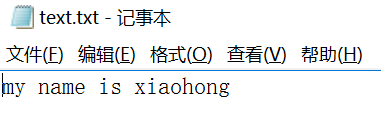 text.txt - 记事本
文件(F) 编辑(E) 格式(O) 查看(V) 帮助(H)
my name is xiaohong